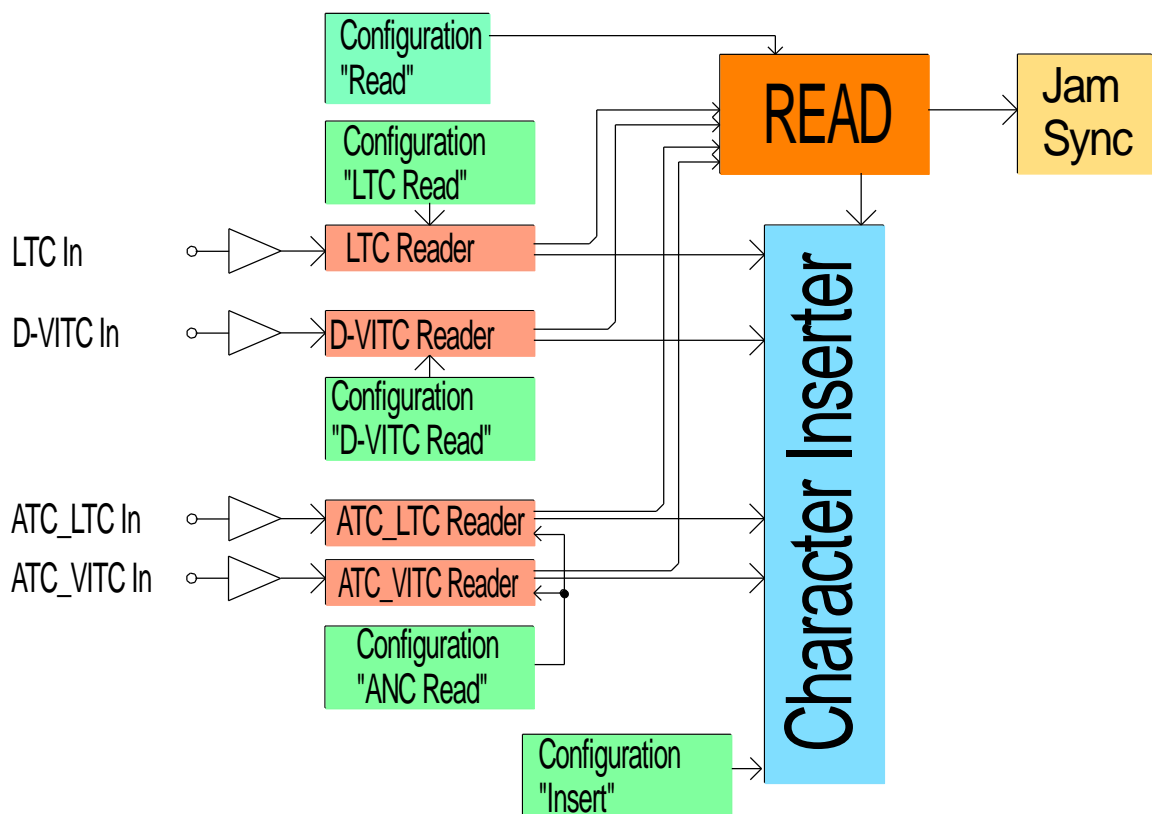 Configuration
"Read"
READ
Jam
Sync
Configuration
"LTC Read"
LTC In
LTC Reader
D-VITC In
D-VITC Reader
Configuration
"D-VITC Read"
Character Inserter
ATC_LTC In
ATC_LTC Reader
ATC_VITC In
ATC_VITC Reader
Configuration
"ANC Read"
Configuration
"Insert"